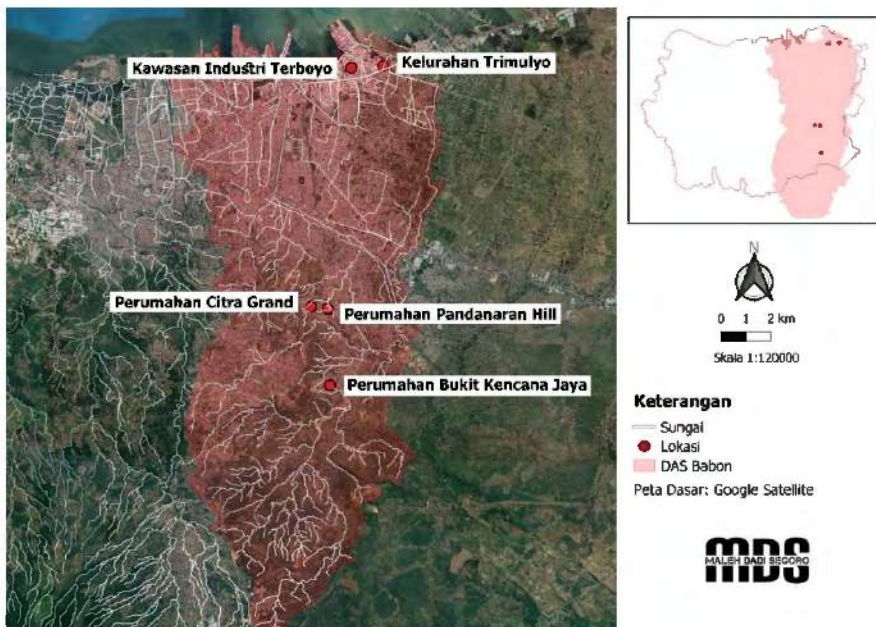 Kawasan Industri Terboyo
Kelurahan Trimulyo
Perumahan Citra Grand
Perumahan Pandanaran Hill
Perumahan Bukit Kencana Jaya
N
0 1 2 km
Skala 1:120000
Keterangan
Sungai
Lokasi
DAS Babon
Peta Dasar: Google Satellite
MDS
MALEH DADI SEGORO